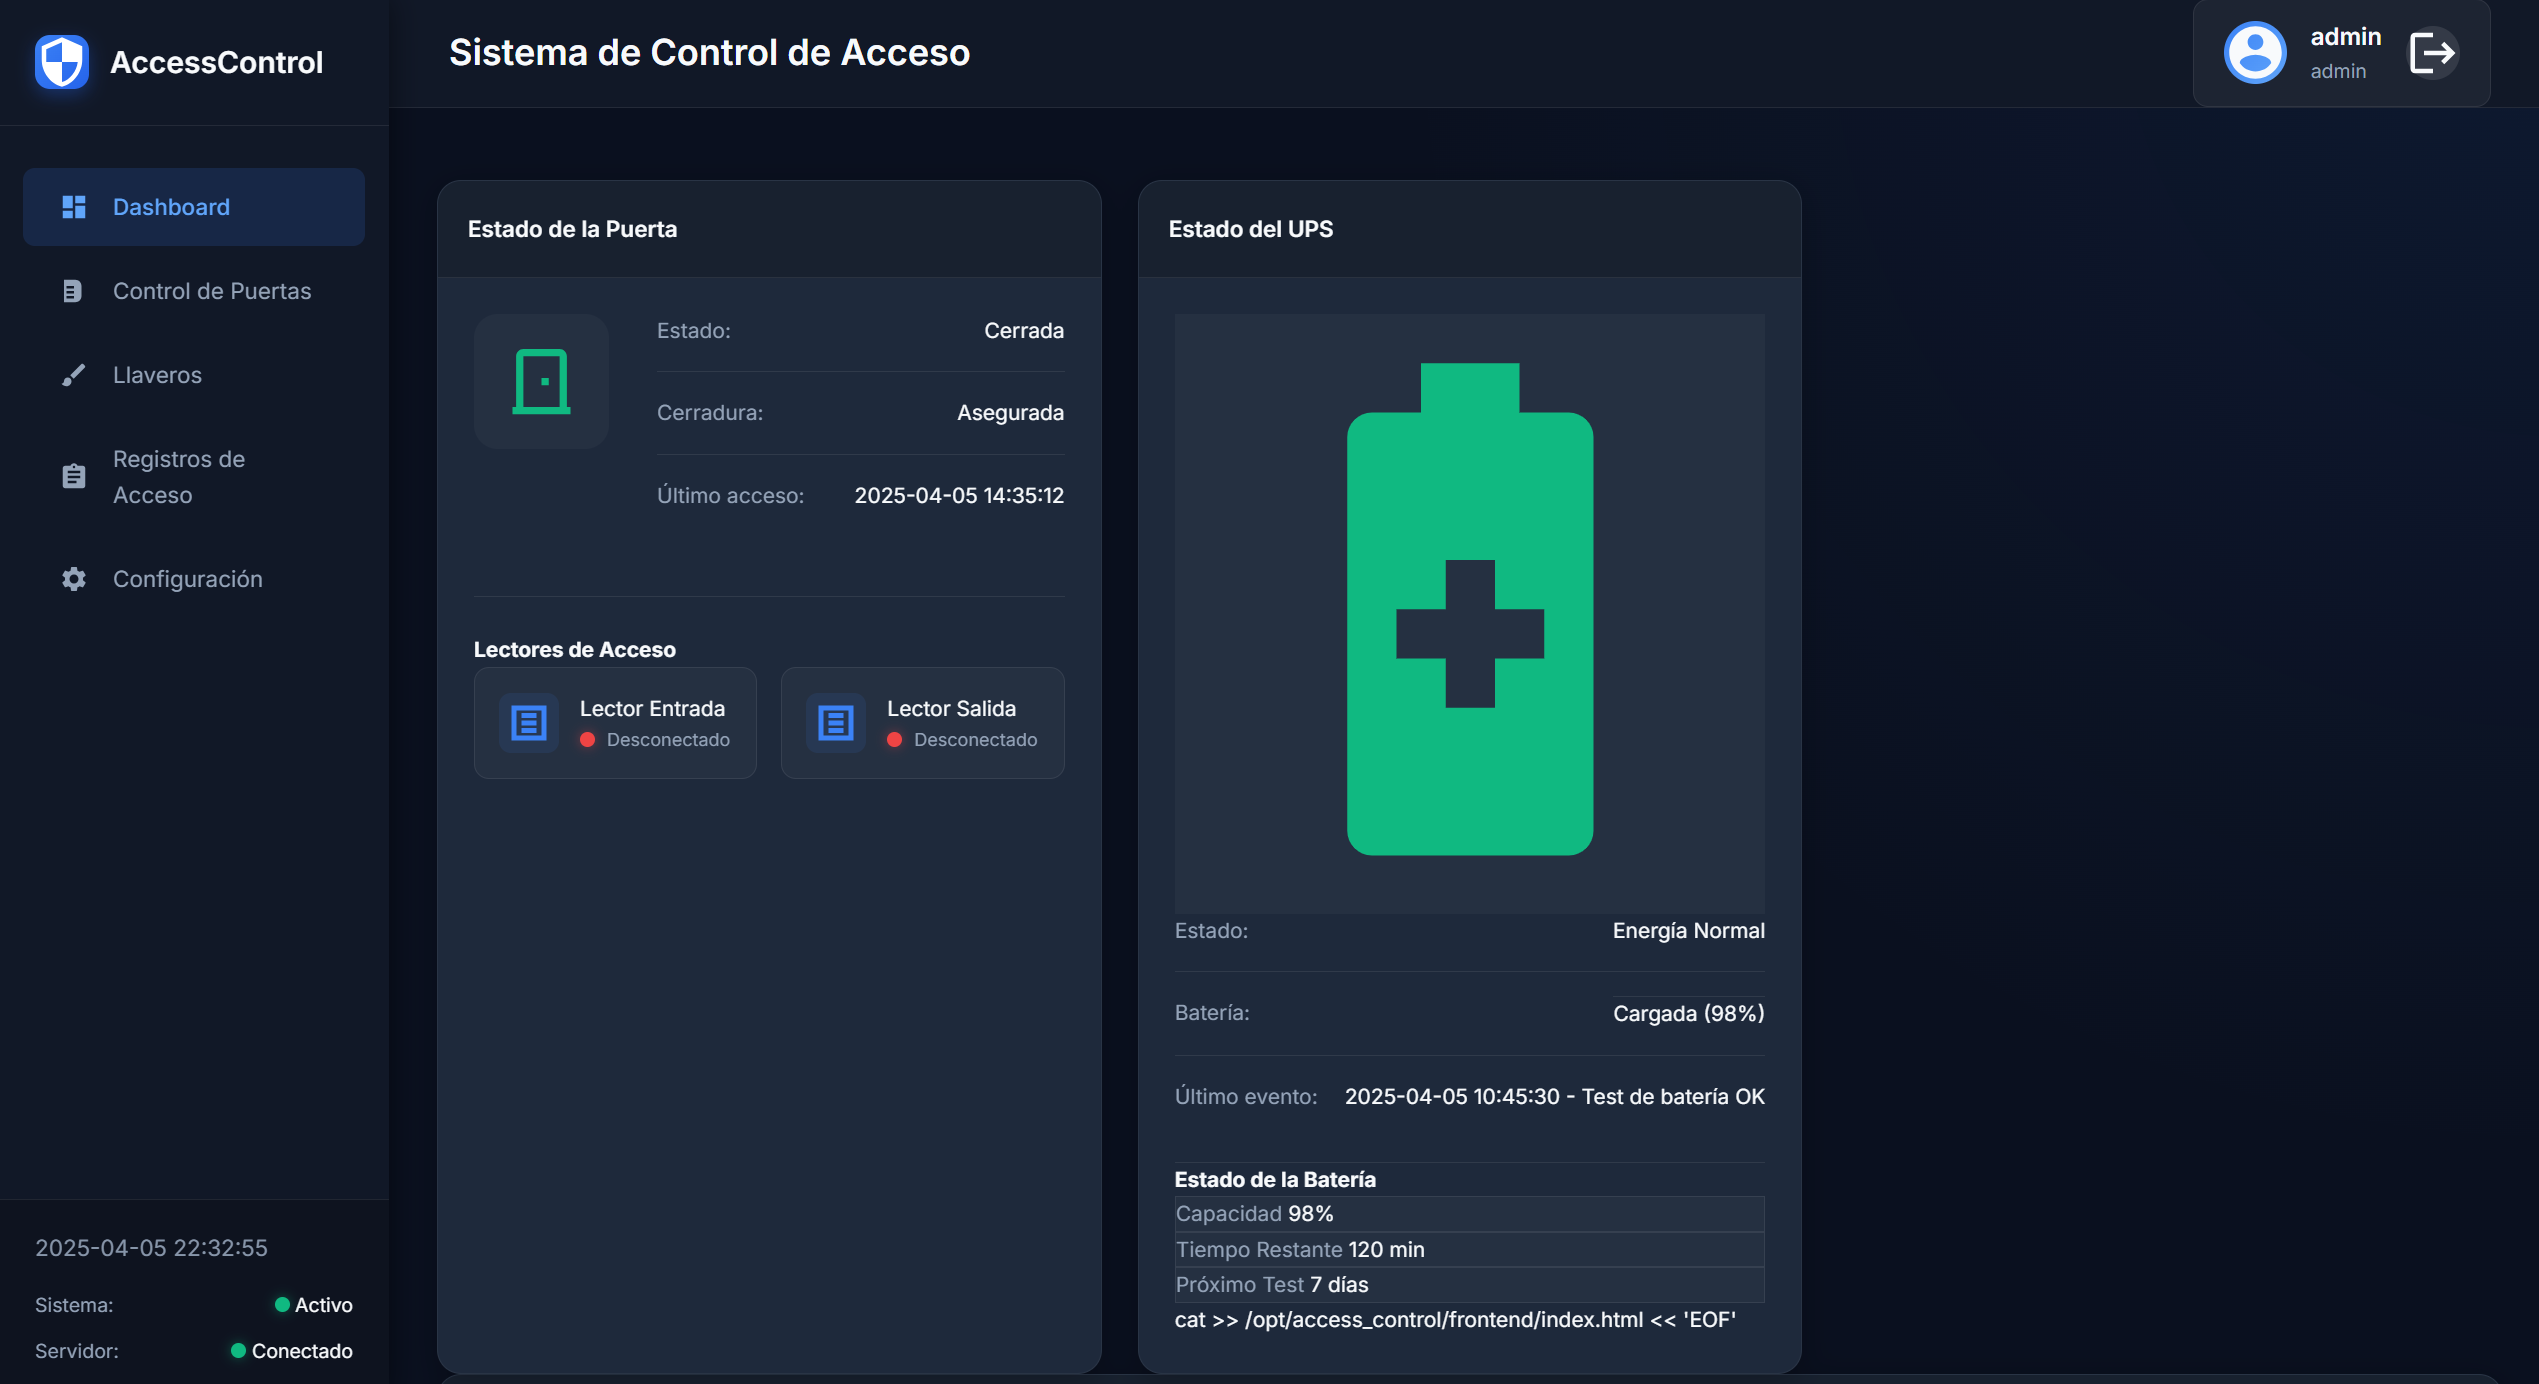 AccessControl
Sistema de Control de Acceso
admin
admin
Dashboard
Control de Puertas
Llaveros
Registros de
Acceso
Configuración
2025-04-05 22:32:55
Sistema: Activo
Servidor: Conectado
Estado de la Puerta
Estado: Cerrada
Cerradura: Asegurada
Último acceso: 2025-04-05 14:35:12
Lectores de Acceso
Lector Entrada
Desconectado
Lector Salida
Desconectado
Estado del UPS
Estado: Energía Normal
Batería: Cargada (98%)
Último evento: 2025-04-05 10:45:30 - Test de batería OK
Estado de la Batería
Capacidad 98%
Tiempo Restante 120 min
Próximo Test 7 días
cat >> /opt/access_control/frontend/index.html << 'EOF'